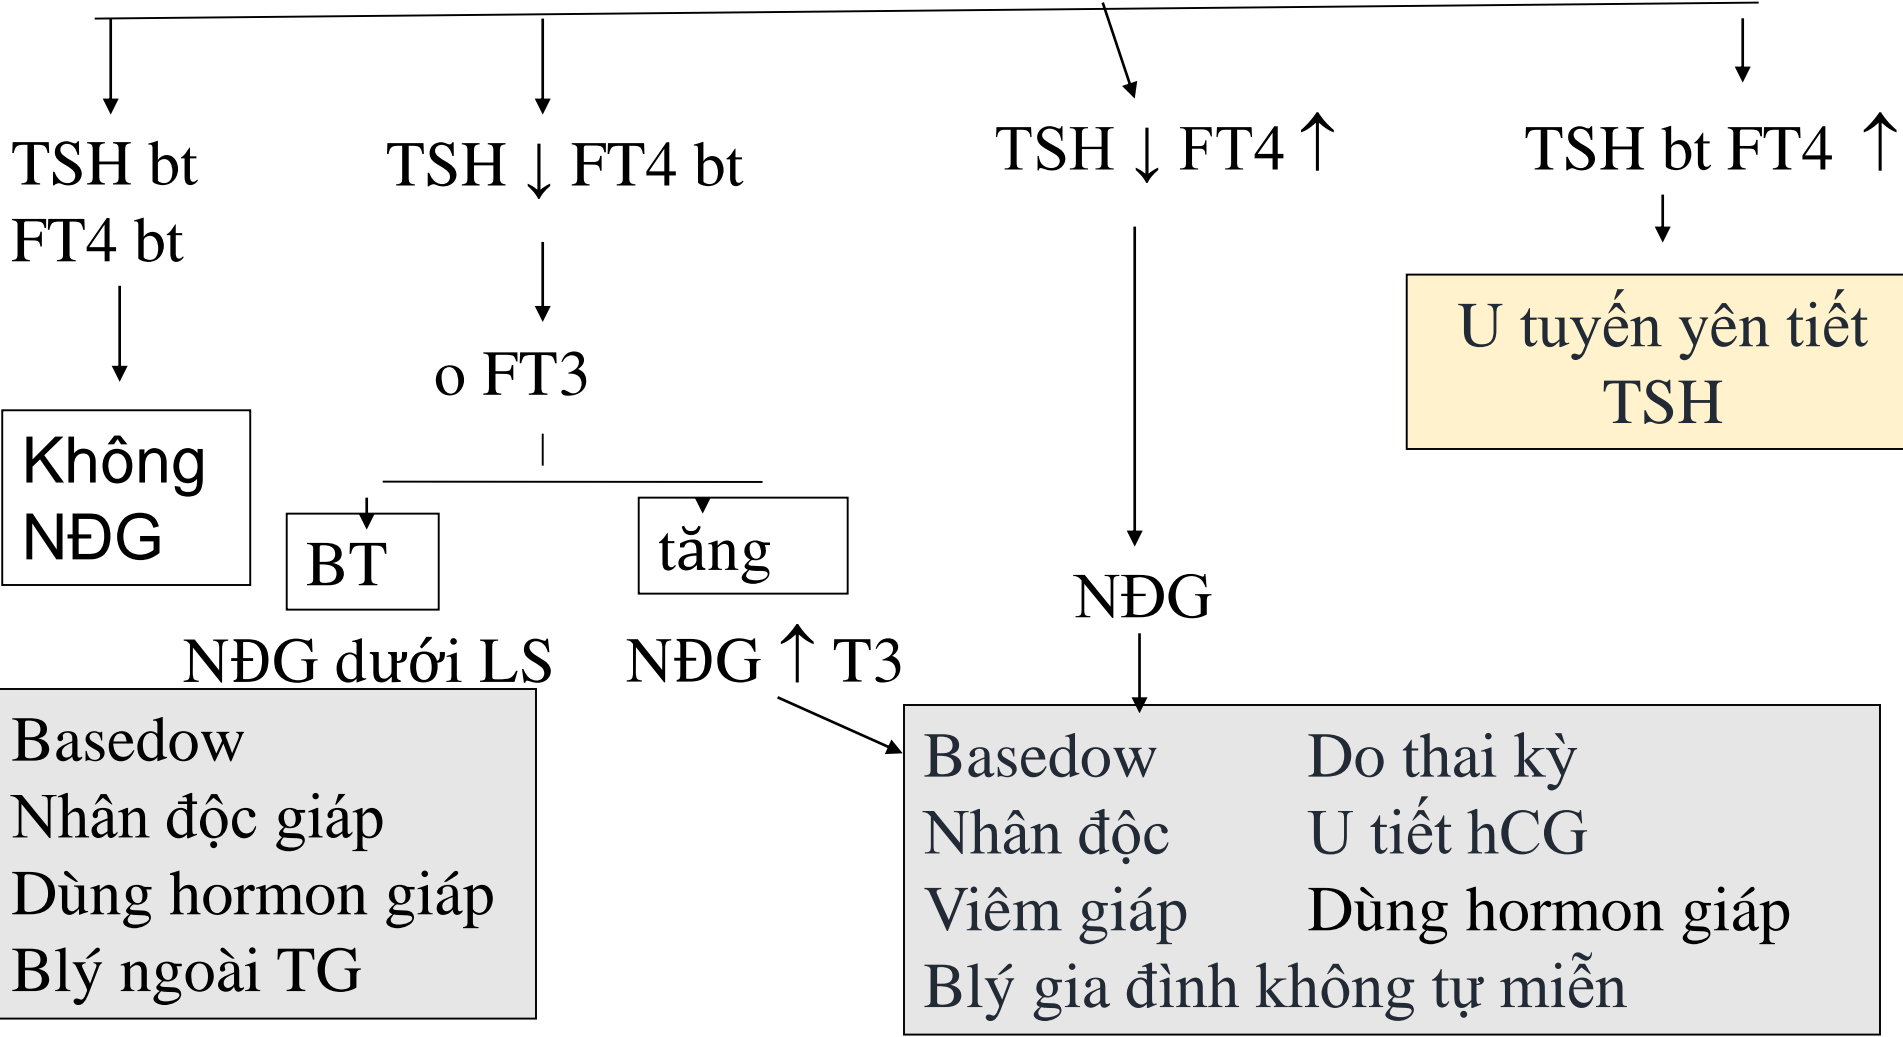 TSH bt
FT4 bt
TSH ↓ FT4 bt
TSH ↓ FT4 ↑
TSH bt FT4 ↑
o FT3
Không
NĐG
BT
tăng
NĐG dưới LS
NĐG ↑ T3
NĐG
U tuyến yên tiết
TSH
Basedow
Nhân độc giáp
Dùng hormon giáp
Blý ngoài TG
Basedow Do thai kỳ
Nhân độc U tiết hCG
Viêm giáp Dùng hormon giáp
Blý gia đình không tự miễn